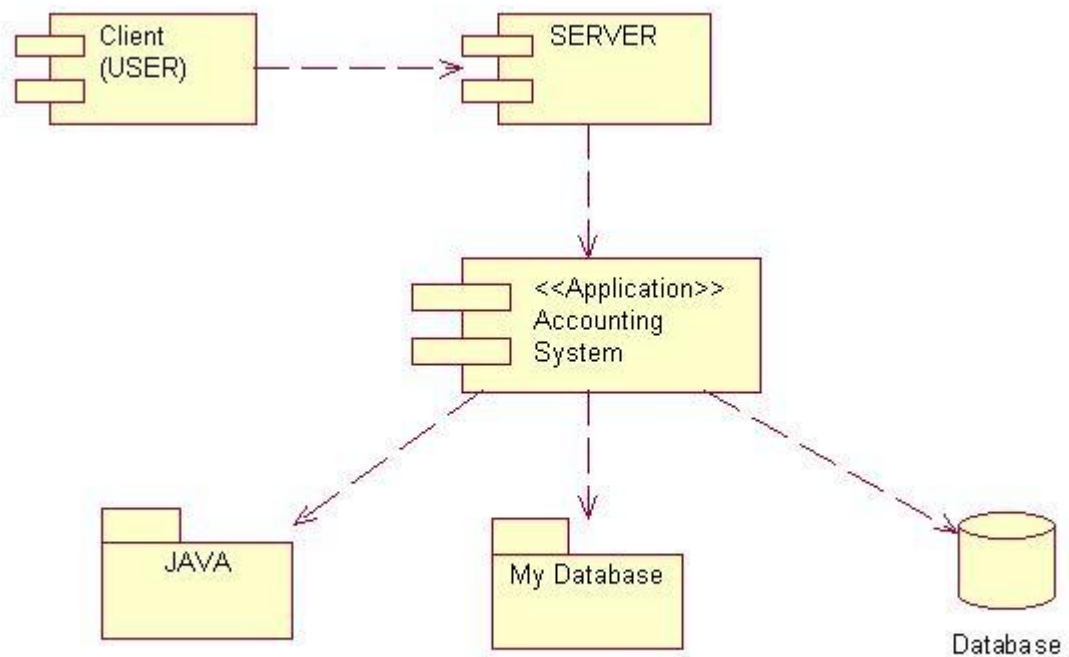 Client
(USER)
SERVER
<<Application>>
Accounting
System
JAVA
My Database
Database